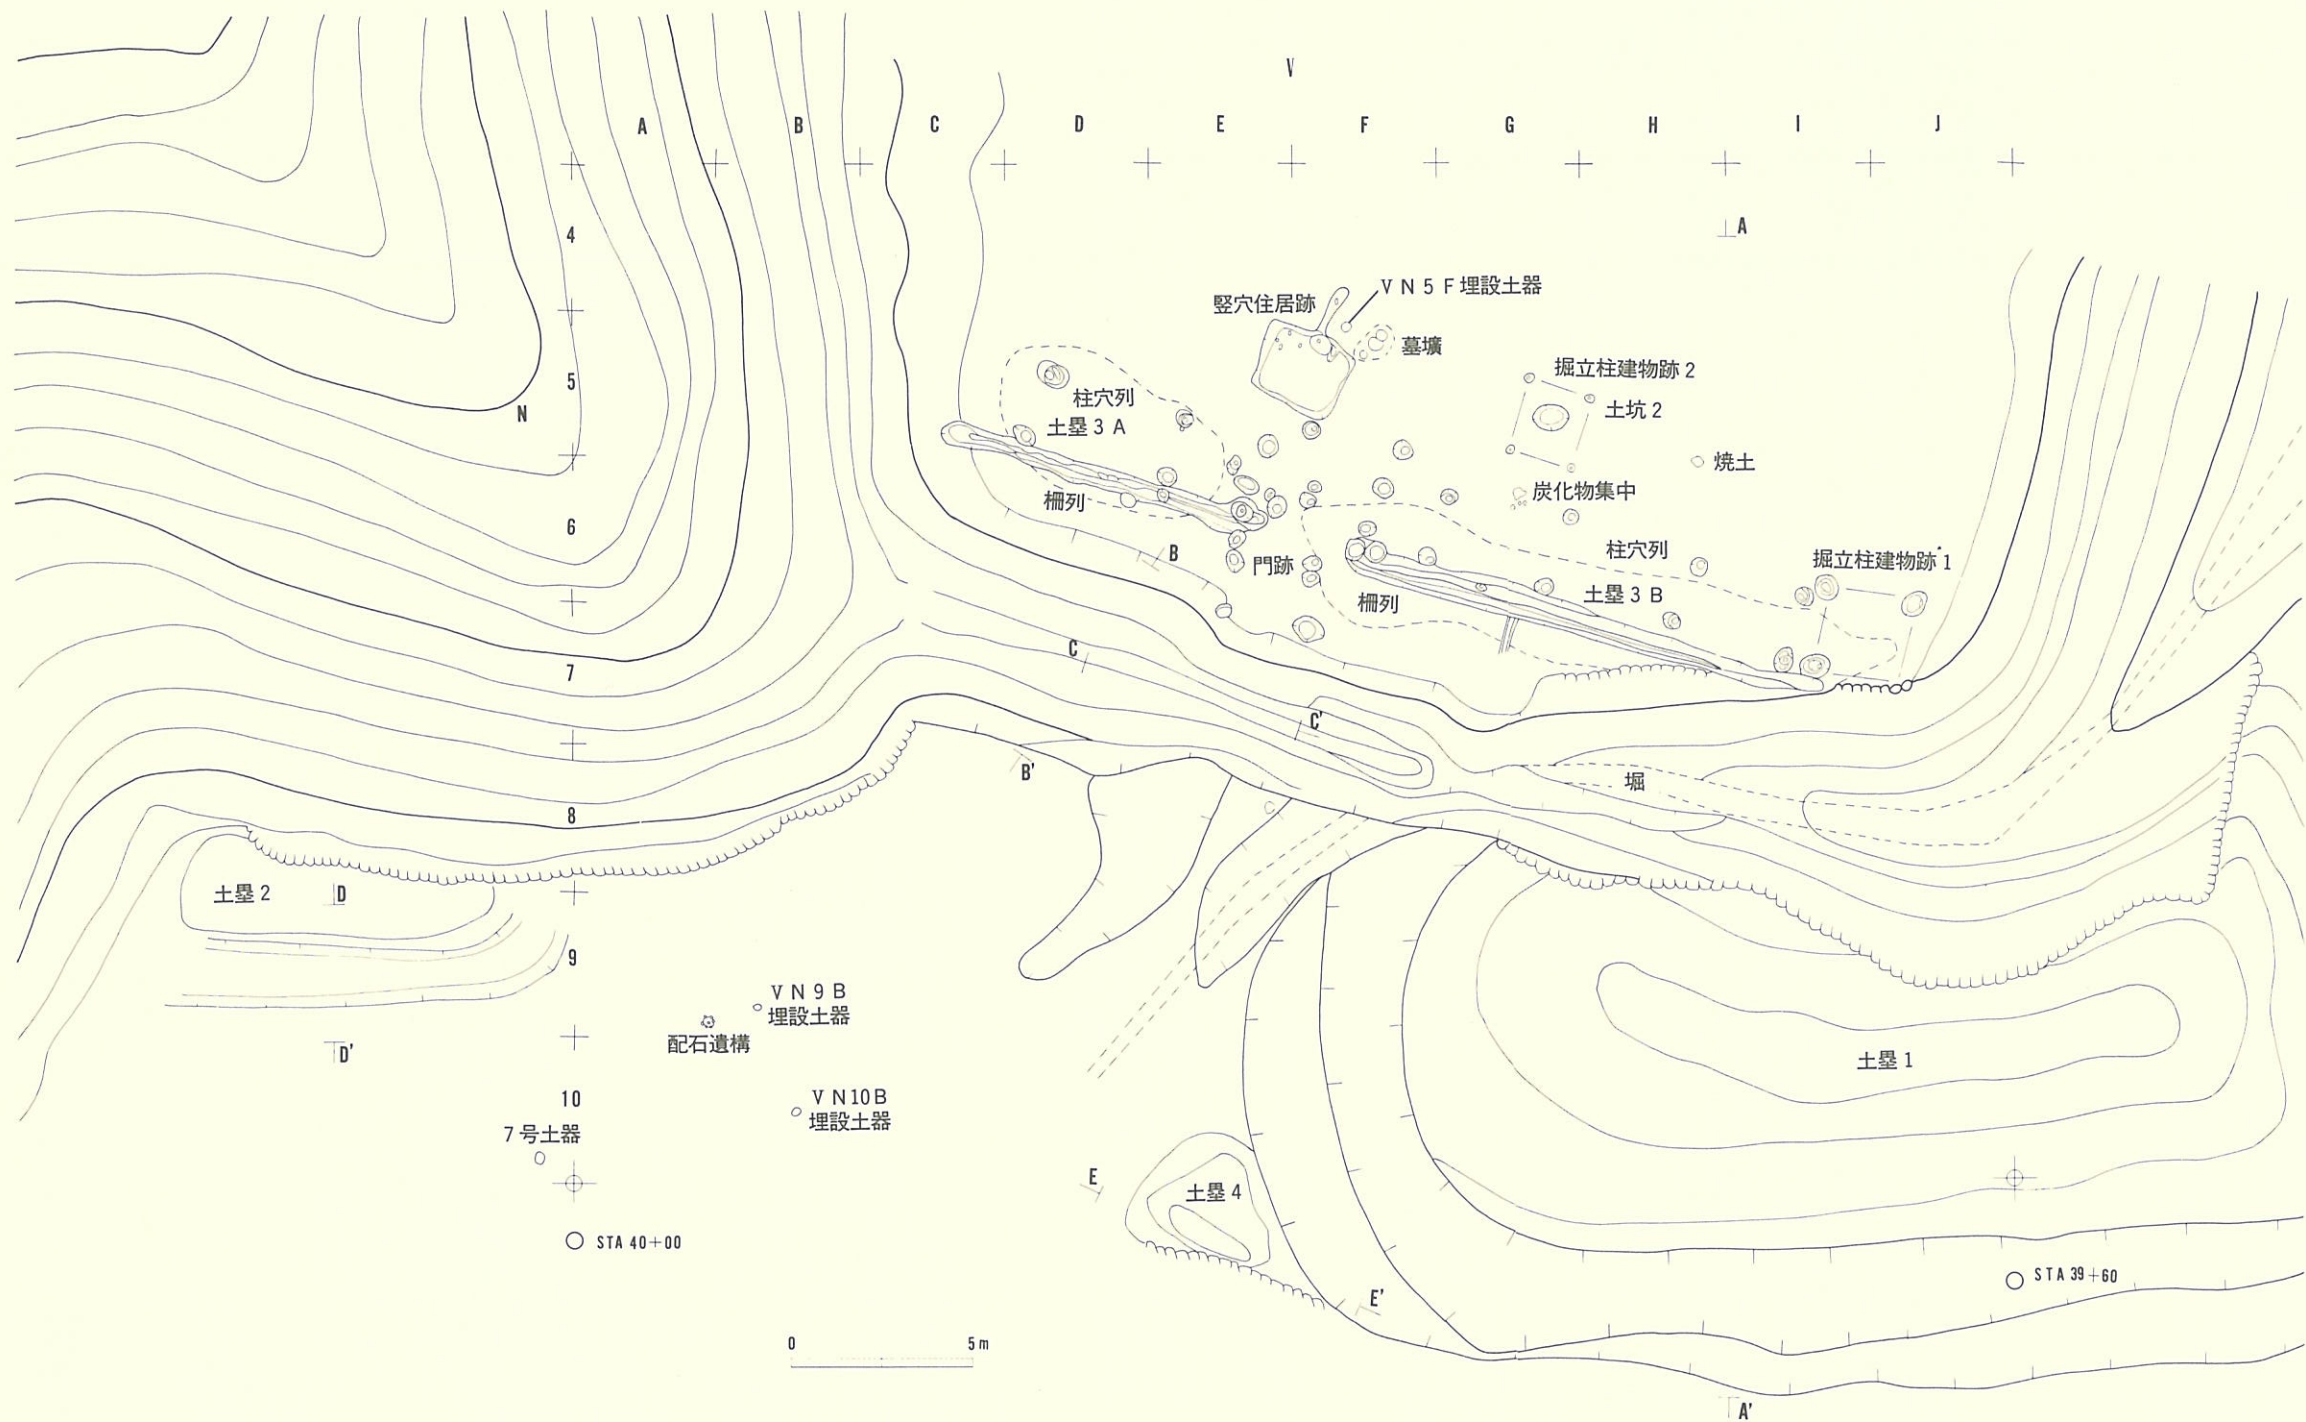 V
A B C D E F G H I J
A
4
VN5F埋設土器
竪穴住居跡
墓壙
掘立柱建物跡2
5
柱穴列
土坑2
N
土塁3A
焼土
炭化物集中
柵列
6
B
門跡
柱穴列
掘立柱建物跡1
土塁3B
柵列
C
7
C'
B'
堀
8
土塁2
D
9
VN9B
埋設土器
配石遺構
D'
土塁1
10
VN10B
埋設土器
7号土器
E
土塁4
STA 40+00
STA 39+60
E'
0 5m
A'